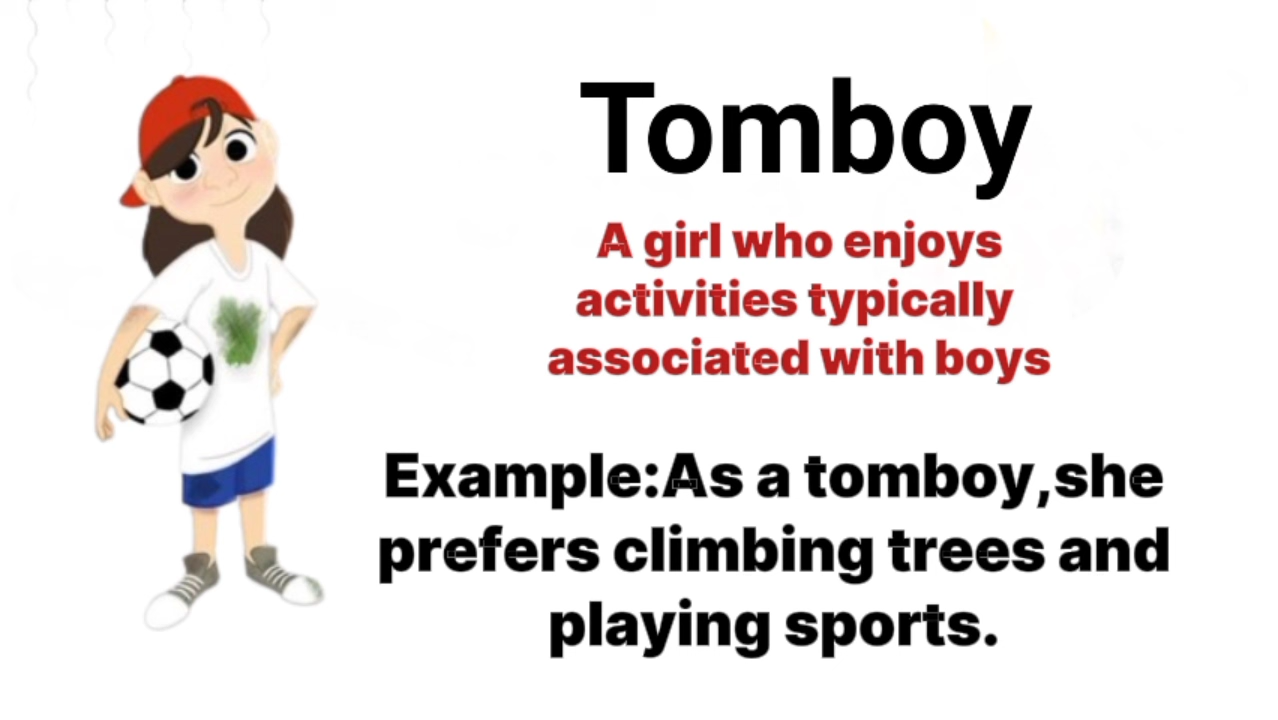 Tomboy
A girl who enjoys
activities typically
associated with boys
Example:As a tomboy,she
prefers climbing trees and
playing sports.